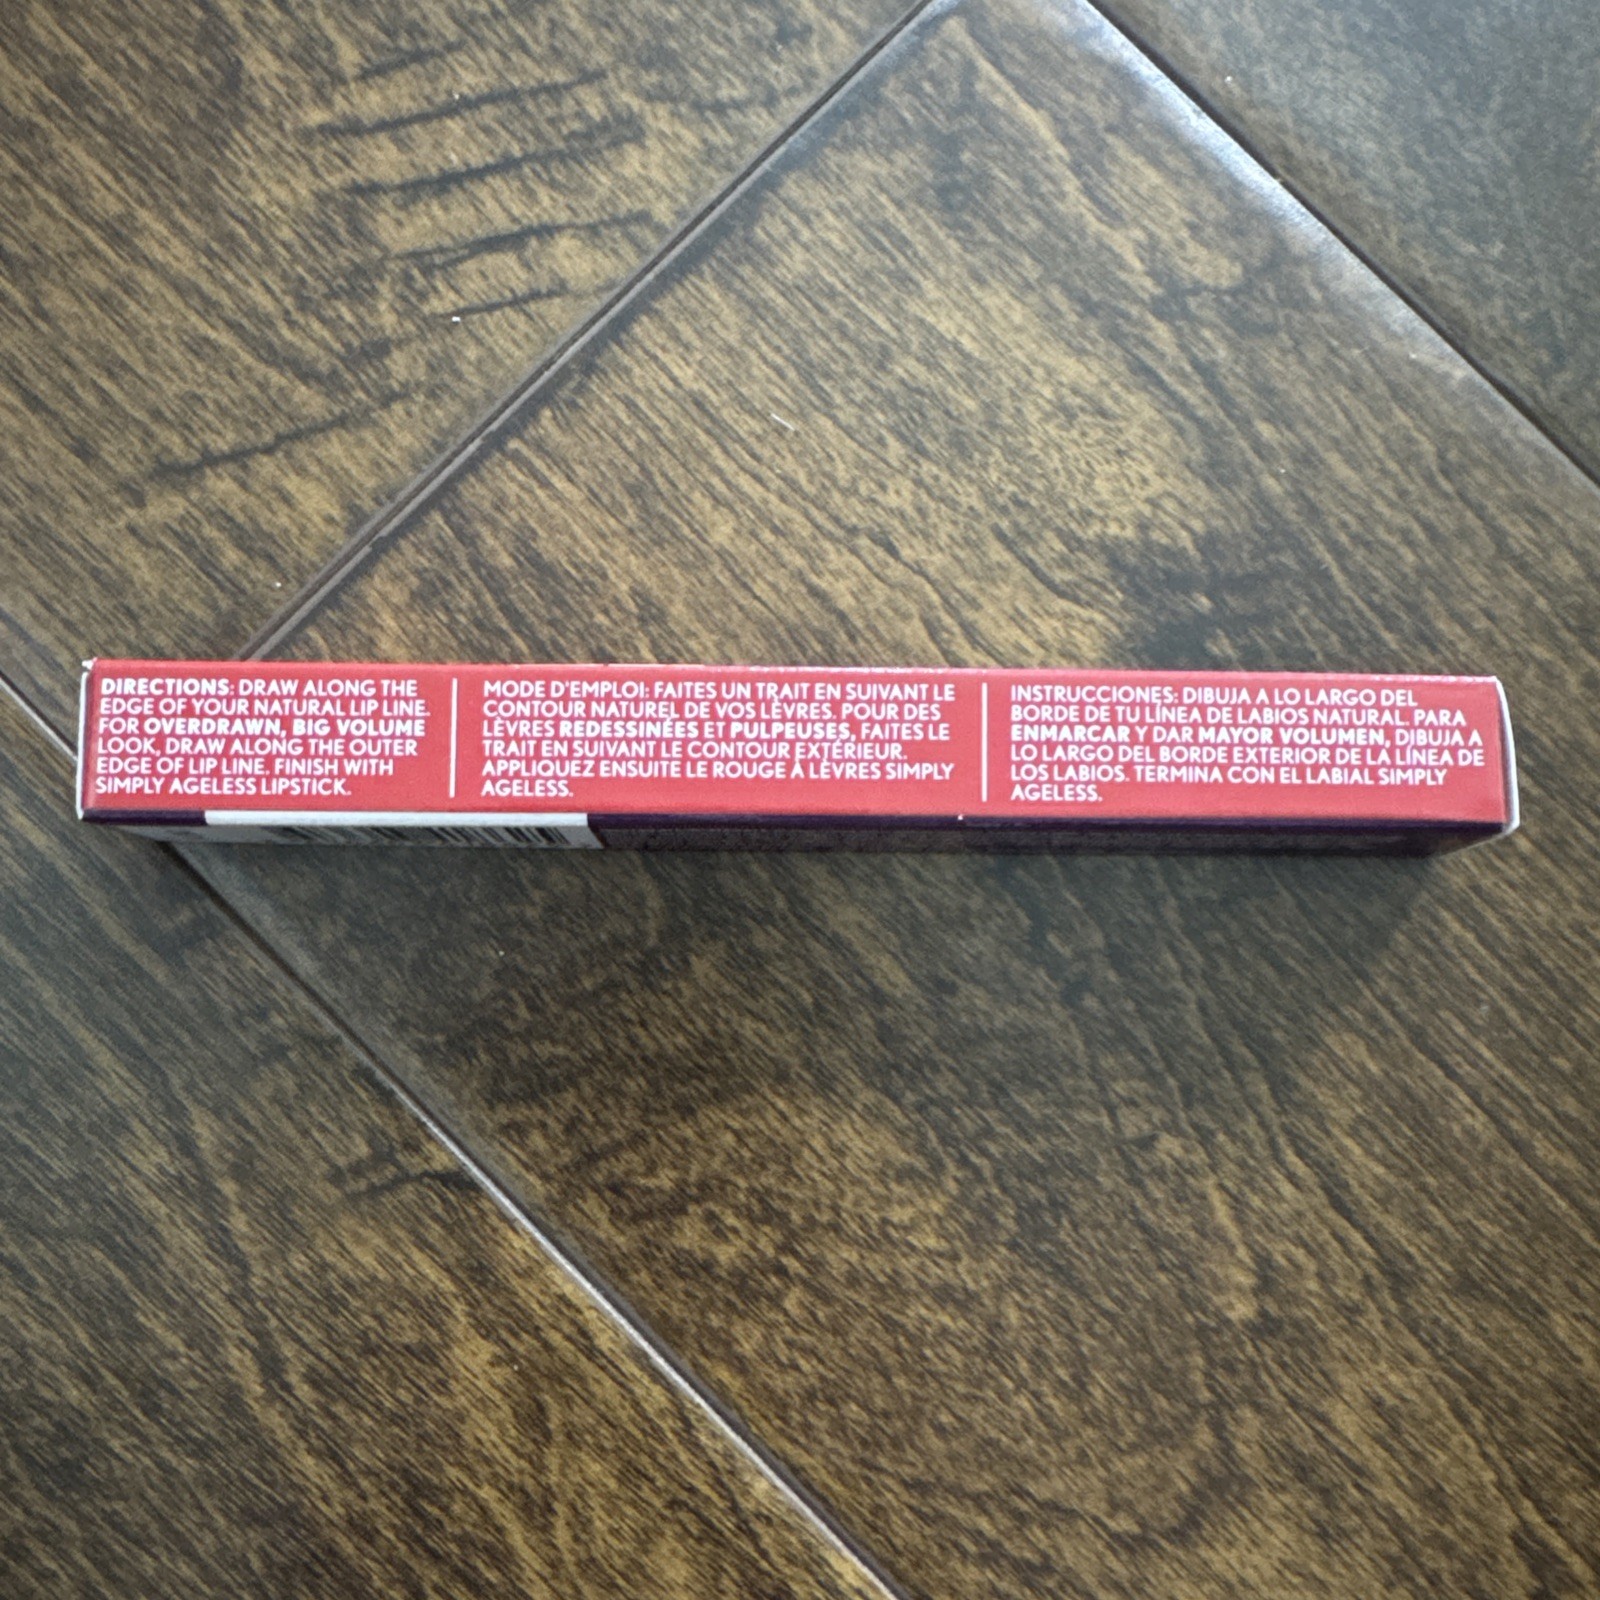 DIRECTIONS: DRAW ALONG THE
EDGE OF YOUR NATURAL LIP LINE.
FOR OVERDRAWN, BIG VOLUME
LOOK, DRAW ALONG THE OUTER
EDGE OF LIP LINE. FINISH WITH
SIMPLY AGELESS LIPSTICK.
MODE D'EMPLOI: FAITES UN TRAIT EN SUIVANT LE
CONTOUR NATUREL DE VOS LÈVRES. POUR DES
LÈVRES REDESSINÉES ET PULPEUSES, FAITES LE
TRAIT EN SUIVANT LE CONTOUR EXTÉRIEUR.
APPLIQUEZ ENSUITE LE ROUGE À LÈVRES SIMPLY
AGELESS.
INSTRUCCIONES: DIBUJA A LO LARGO DEL
BORDE DE TU LÍNEA DE LABIOS NATURAL. PARA
ENMARCAR Y DAR MAYOR VOLUMEN, DIBUJA A
LO LARGO DEL BORDE EXTERIOR DE LA LÍNEA DE
LOS LABIOS. TERMINA CON EL LABIAL SIMPLY
AGELESS.